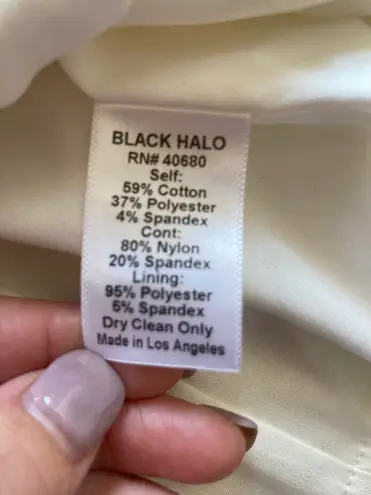 BLACK HALO
RN# 40680
Self:
59% Cotton
37% Polyester
4% Spandex
Cont:
80% Nylon
20% Spandex
Lining:
95% Polyester
5% Spandex
Dry Clean Only
Made in Los Angeles